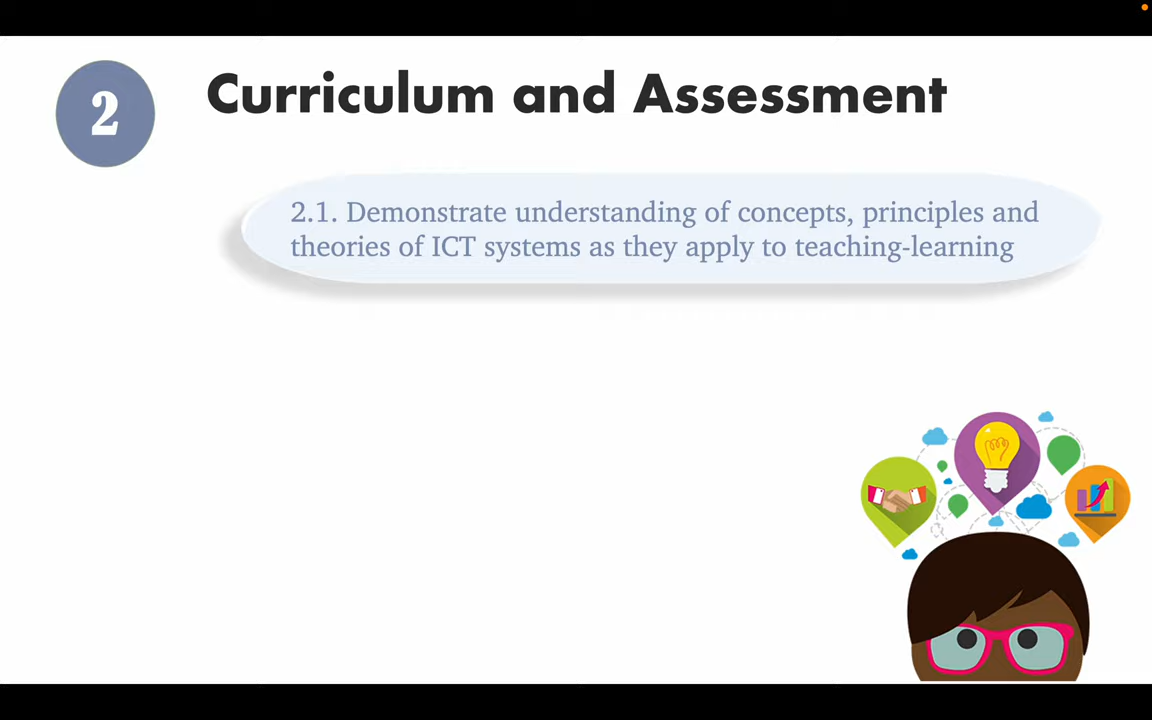 2
Curriculum and Assessment
2.1. Demonstrate understanding of concepts, principles and
theories of ICT systems as they apply to teaching-learning